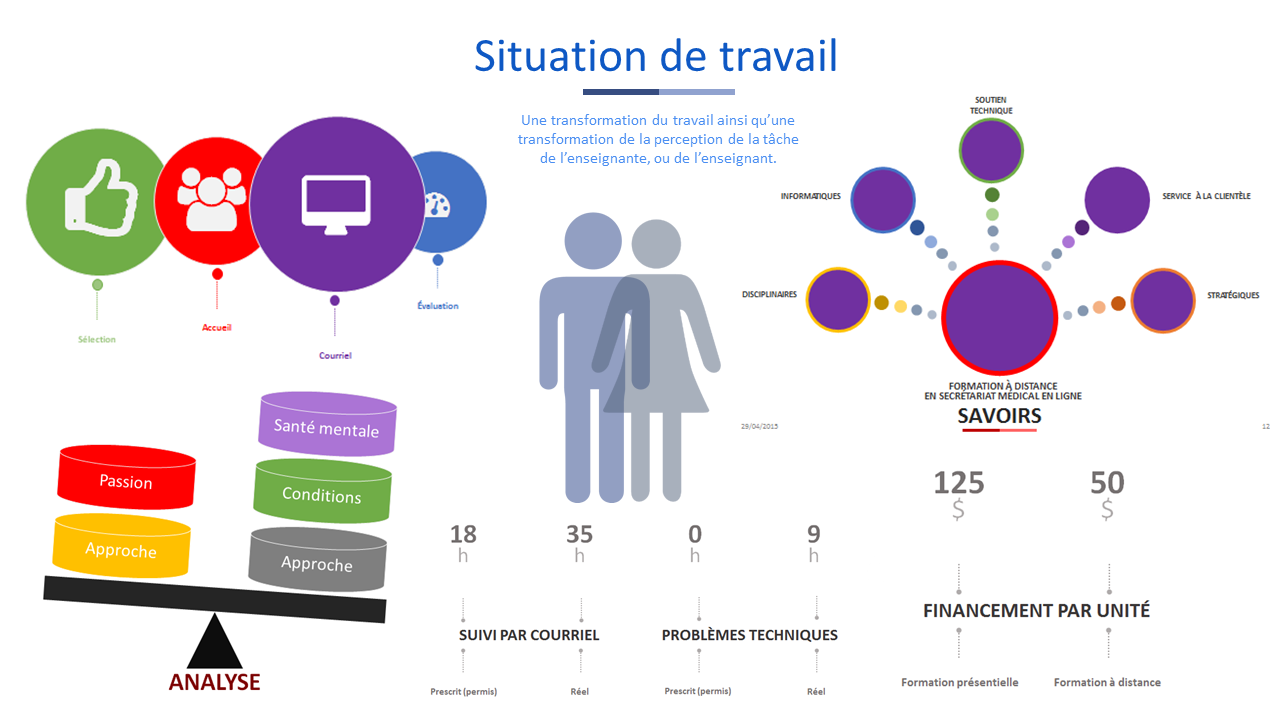 Situation de travail
Une transformation du travail ainsi qu'une
transformation de la perception de la tâche
de l'enseignante, ou de l'enseignant.
Sélection
Accueil
Courriel
Évaluation
SOUTIEN
TECHNIQUE
INFORMATIQUES
SERVICE À LA CLIENTÈLE
DISCIPLINAIRES
STRATÉGIQUES
FORMATION À DISTANCE
EN SECRÉTARIAT MÉDICAL EN LIGNE
SAVOIRS
28/04/2015
12
Passion
Approche
Santé mentale
Conditions
Approche
ANALYSE
18
h
35
h
SUIVI PAR COURRIEL
Prescrit (permis)
Réel
0
h
9
h
PROBLÈMES TECHNIQUES
Prescrit (permis)
Réel
125
$
50
$
FINANCEMENT PAR UNITÉ
Formation présentielle
Formation à distance